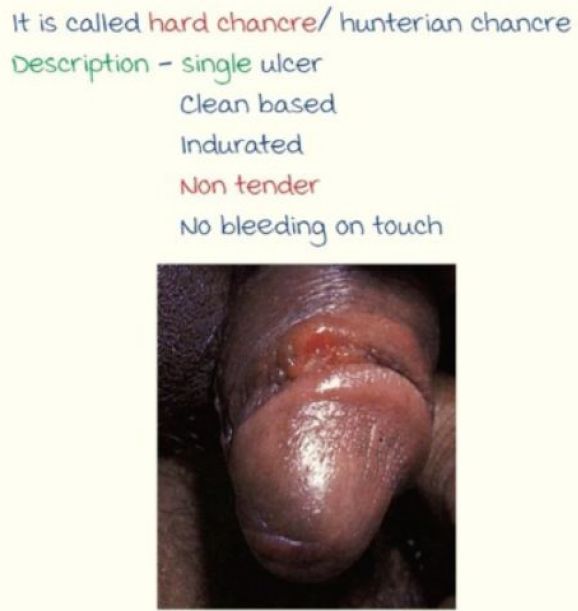 It is called hard chancre/ hunterian chancre
Description - single ulcer
Clean based
Indurated
Non tender
No bleeding on touch